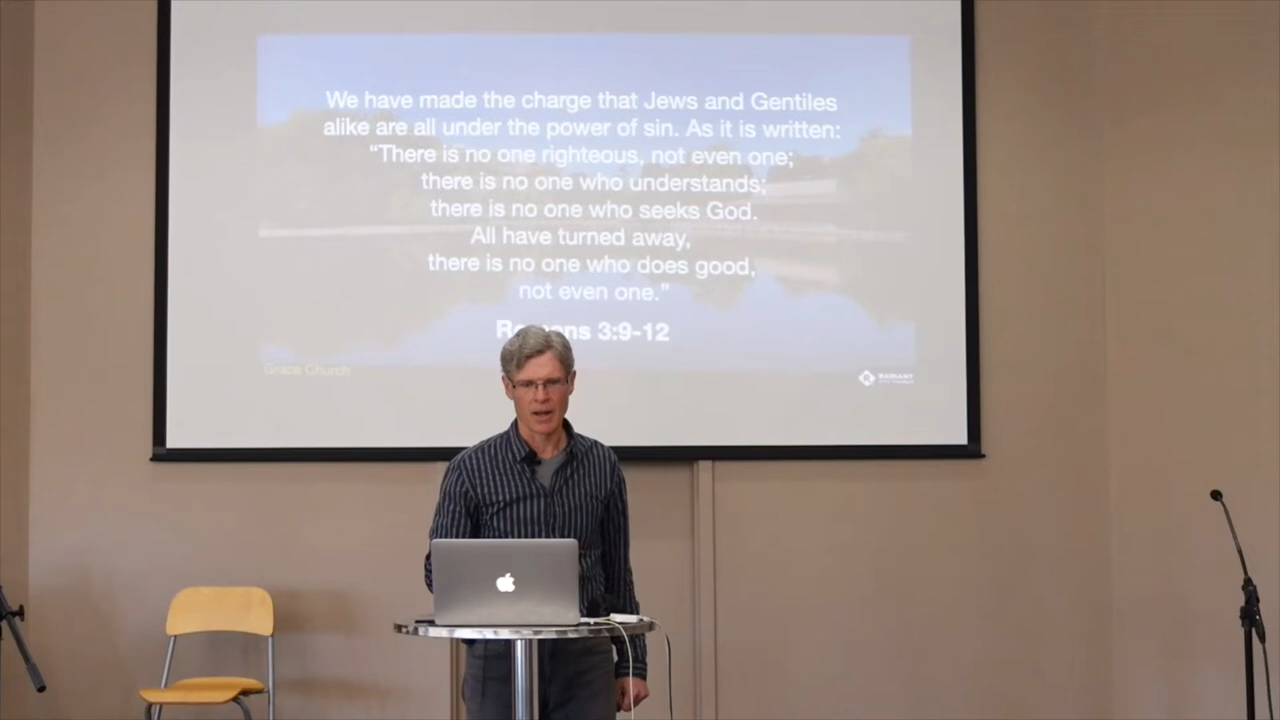 We have made the charge that Jews and Gentiles
alike are all under the power of sin. As it is written:
“There is no one righteous, not even one;
there is no one who understands;
there is no one who seeks God.
All have turned away,
there is no one who does good,
not even one.”
Romans 3:9-12
Grace Church
RADIANT